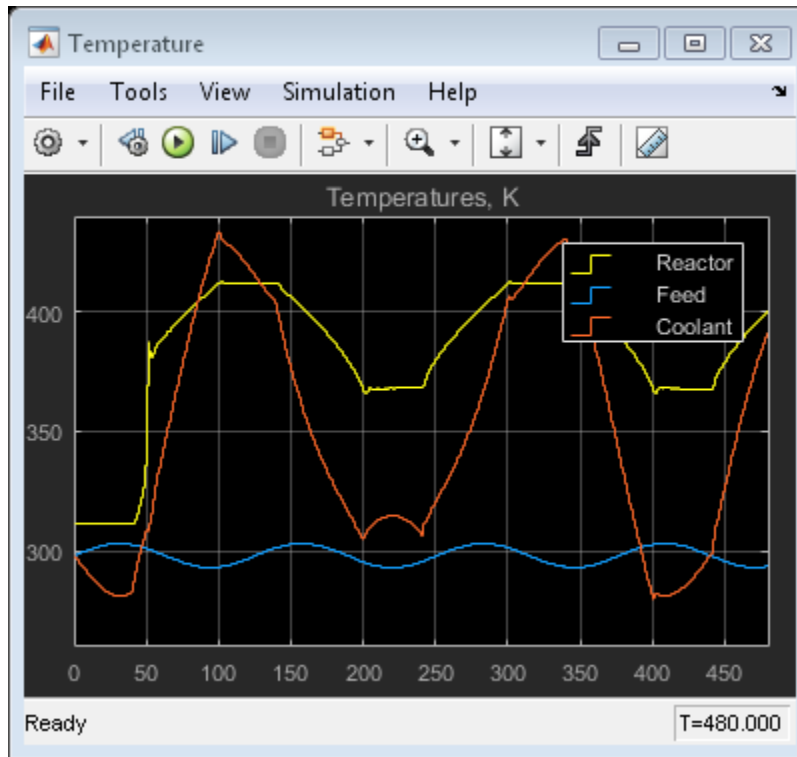 Temperature
File Tools View Simulation Help
Temperatures, K
Reactor
Feed
Coolant
400
350
300
0 50 100 150 200 250 300 350 400 450
Ready T=480.000